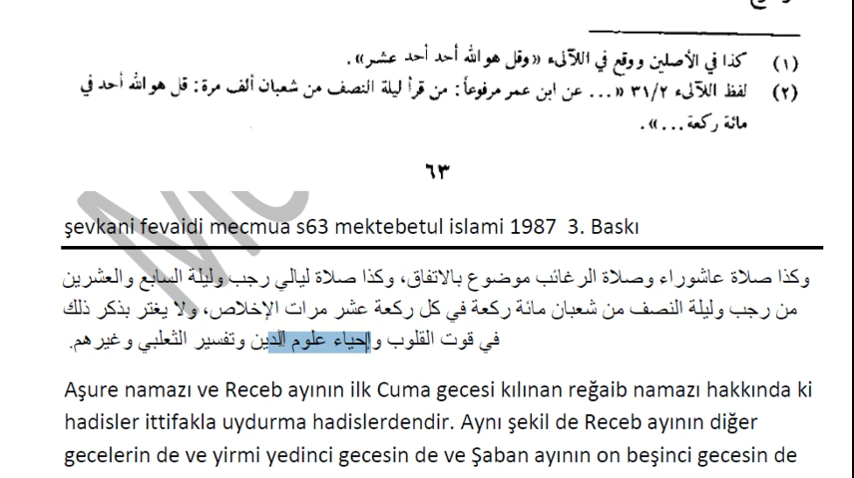 (١) كذا في الأصلين ووقع في اللآلىء «وقل هو الله أحد أحد عشر».
(٢) لفظ اللآلىء ٣١/٢ «... عن ابن عمر مرفوعاً: من قرأ ليلة النصف من شعبان ألف مرة: قل هو الله أحد في
مائة ركعة...».
٦٣
şevkani fevaidi mecmua s63 mektebetul islami 1987 3. Baskı
وكذا صلاة عاشوراء وصلاة الرغائب موضوع بالاتفاق، وكذا صلاة ليالي رجب وليلة السابع والعشرين
من رجب وليلة النصف من شعبان مائة ركعة في كل ركعة عشر مرات الإخلاص، ولا يغتر بذكر ذلك
في قوت القلوب وإحياء علوم الدين وتفسير الثعلبي وغيرهم.
Aşure namazı ve Receb ayının ilk Cuma gecesi kılınan reğaib namazı hakkında ki
hadisler ittifakla uydurma hadislerdendir. Aynı şekil de Receb ayının diğer
gecelerin de ve yirmi yedinci gecesin de ve Şaban ayının on beşinci gecesin de